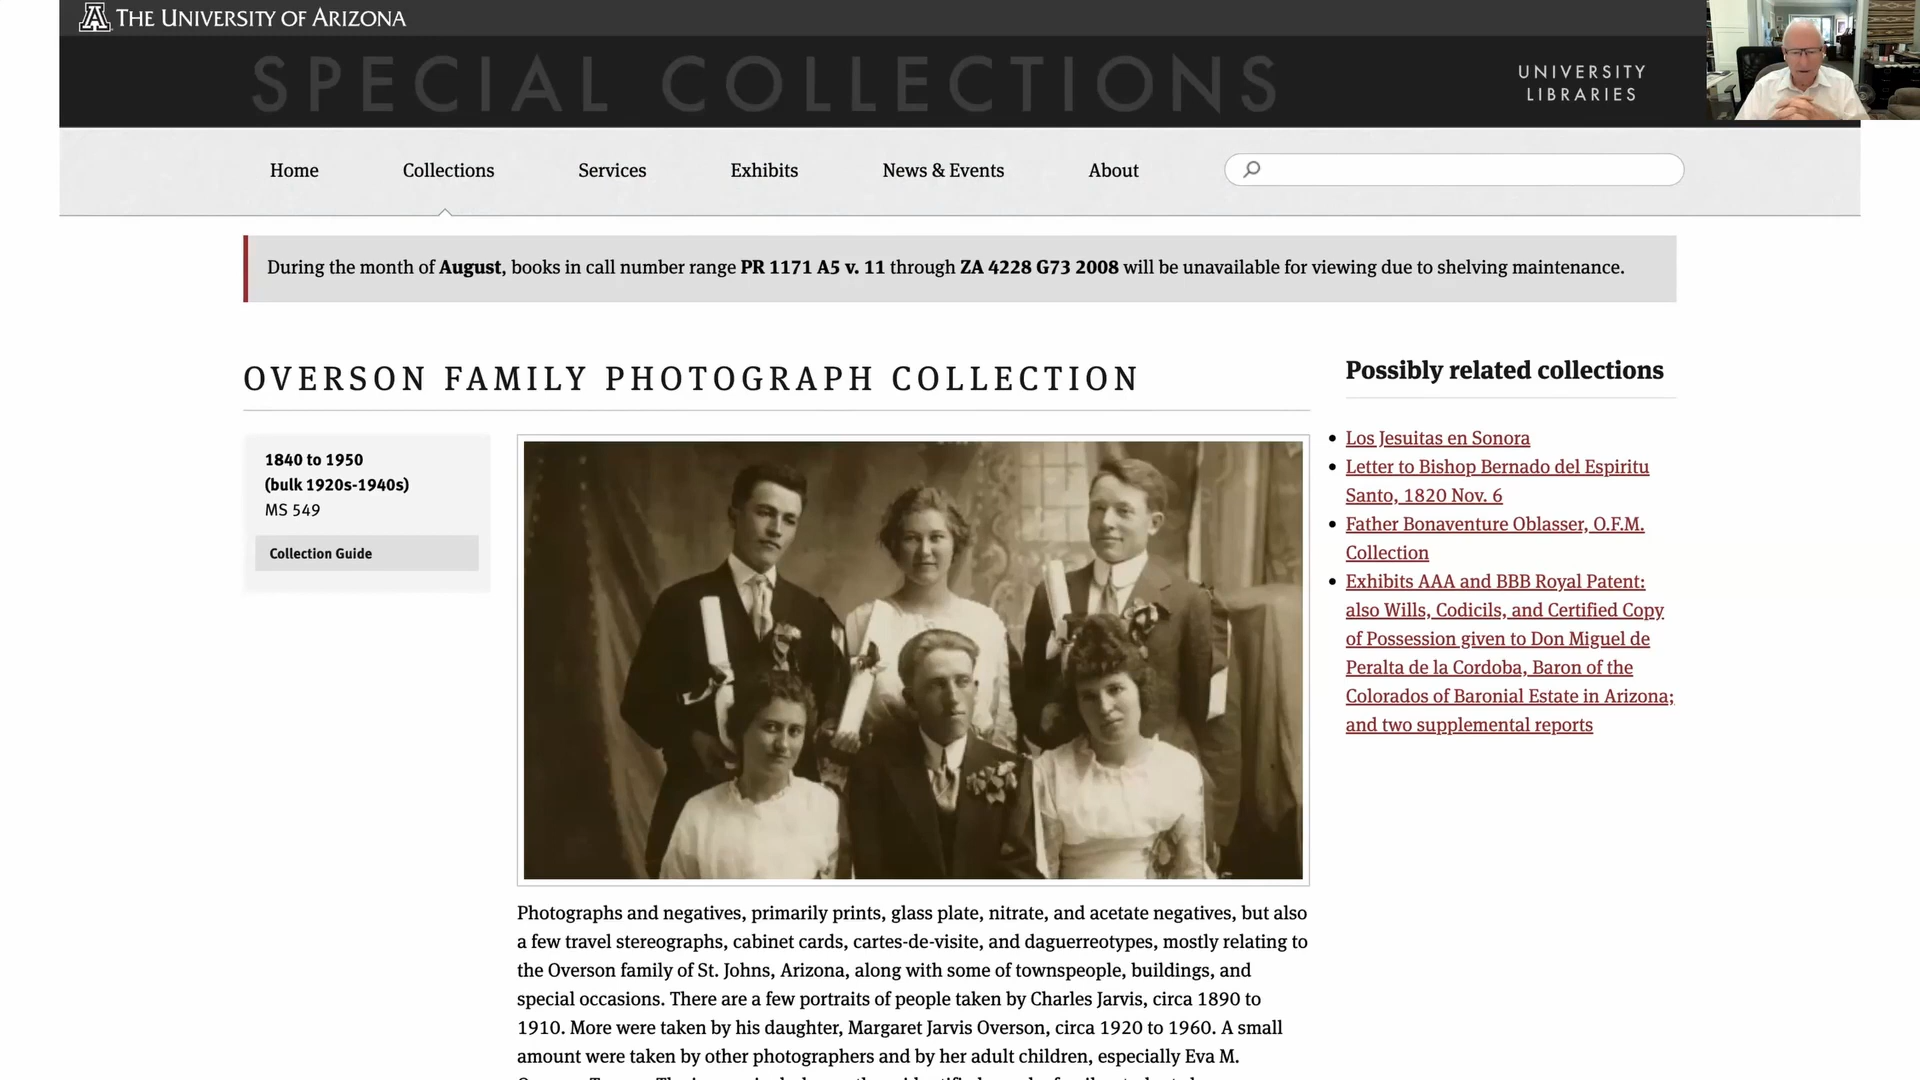 THE UNIVERSITY OF ARIZONA
SPECIAL COLLECTIONS
UNIVERSITY
LIBRARIES
Home Collections Services Exhibits News & Events About
During the month of August, books in call number range PR 1171 A5 v. 11 through ZA 4228 G73 2008 will be unavailable for viewing due to shelving maintenance.
OVERSON FAMILY PHOTOGRAPH COLLECTION
1840 to 1950
(bulk 1920s-1940s)
MS 549
Collection Guide
Photographs and negatives, primarily prints, glass plate, nitrate, and acetate negatives, but also
a few travel stereographs, cabinet cards, cartes-de-visite, and daguerreotypes, mostly relating to
the Overson family of St. Johns, Arizona, along with some of townspeople, buildings, and
special occasions. There are a few portraits of people taken by Charles Jarvis, circa 1890 to
1910. More were taken by his daughter, Margaret Jarvis Overson, circa 1920 to 1960. A small
amount were taken by other photographers and by her adult children, especially Eva M.
Possibly related collections
Los Jesuitas en Sonora
Letter to Bishop Bernado del Espiritu
Santo, 1820 Nov. 6
Father Bonaventure Oblasser, O.F.M.
Collection
Exhibits AAA and BBB Royal Patent:
also Wills, Codicils, and Certified Copy
of Possession given to Don Miguel de
Peralta de la Cordoba, Baron of the
Colorados of Baronial Estate in Arizona;
and two supplemental reports